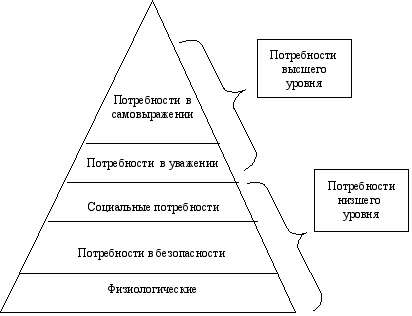 Потребности
высшего
уровня
Потребности в
самовыражении
Потребности в уважении
Потребности
низшего
уровня
Социальные потребности
Потребности в безопасности
Физиологические